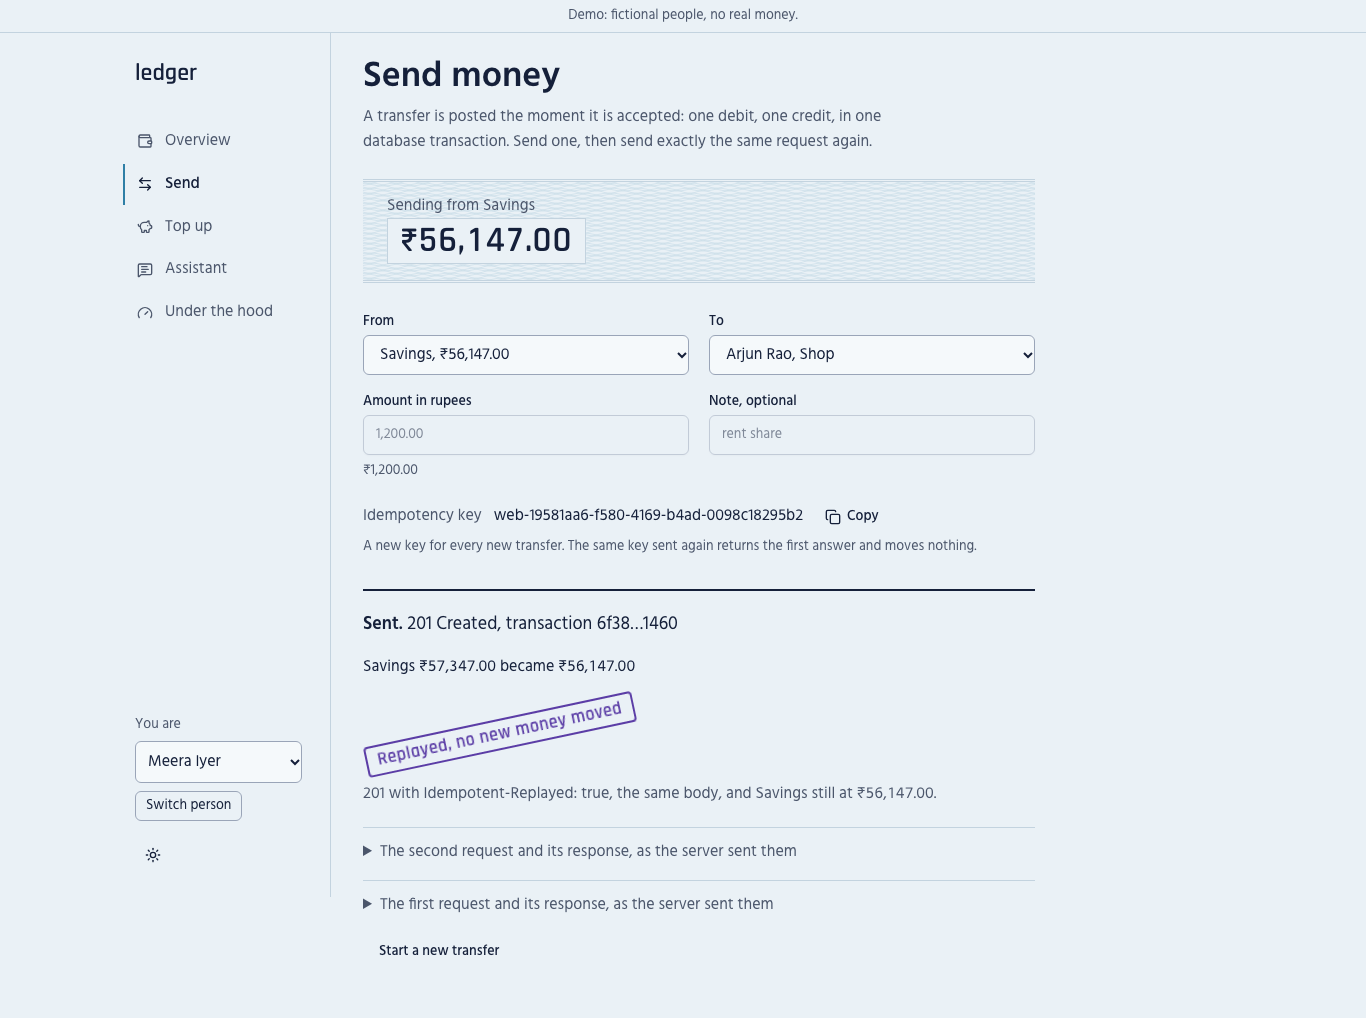 Demo: fictional people, no real money.
ledger
Overview
Send
Top up
Assistant
Under the hood
You are
Meera Iyer
Switch person
Send money
A transfer is posted the moment it is accepted: one debit, one credit, in one
database transaction. Send one, then send exactly the same request again.
Sending from Savings
₹56,147.00
From
Savings, ₹56,147.00
To
Arjun Rao, Shop
Amount in rupees
1,200.00
₹1,200.00
Note, optional
rent share
Idempotency key web-19581aa6-f580-4169-b4ad-0098c18295b2 Copy
A new key for every new transfer. The same key sent again returns the first answer and moves nothing.
Sent. 201 Created, transaction 6f38…1460
Savings ₹57,347.00 became ₹56,147.00
Replayed, no new money moved
201 with Idempotent-Replayed: true, the same body, and Savings still at ₹56,147.00.
The second request and its response, as the server sent them
The first request and its response, as the server sent them
Start a new transfer